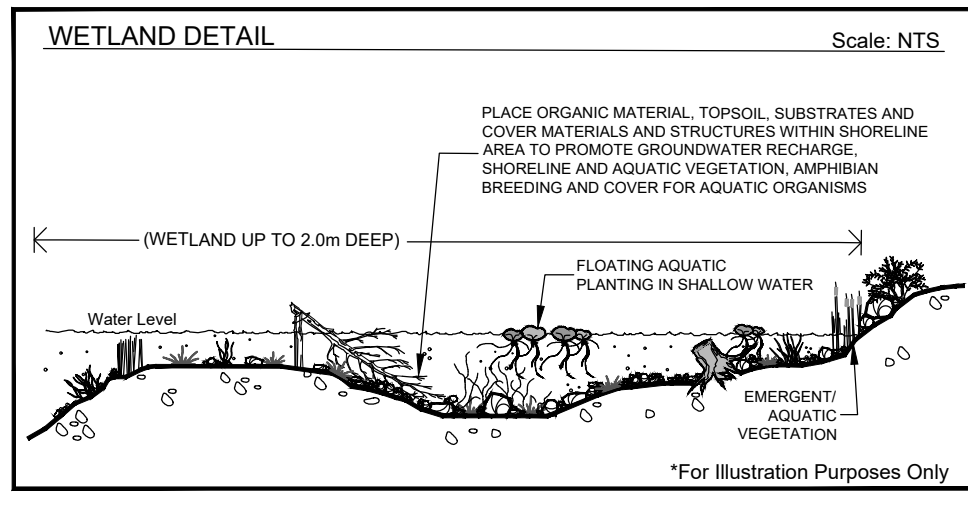 WETLAND DETAIL
Scale: NTS
PLACE ORGANIC MATERIAL, TOPSOIL, SUBSTRATES AND
COVER MATERIALS AND STRUCTURES WITHIN SHORELINE
AREA TO PROMOTE GROUNDWATER RECHARGE,
SHORELINE AND AQUATIC VEGETATION, AMPHIBIAN
BREEDING AND COVER FOR AQUATIC ORGANISMS
(WETLAND UP TO 2.0m DEEP)
FLOATING AQUATIC
PLANTING IN SHALLOW WATER
Water Level
EMERGENT/
AQUATIC
VEGETATION
*For Illustration Purposes Only